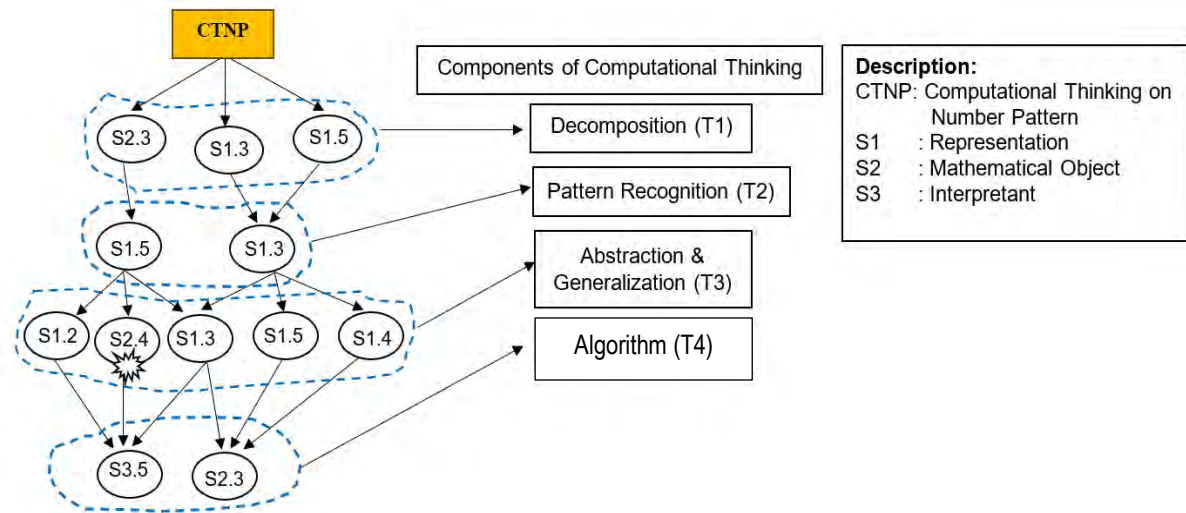 CTNP
Components of Computational Thinking
Description:
CTNP: Computational Thinking on
Number Pattern
S1 : Representation
S2 : Mathematical Object
S3 : Interpretant
S2.3
S1.3
S1.5
Decomposition (T1)
S1.5
S1.3
Pattern Recognition (T2)
Abstraction &
Generalization (T3)
S1.2
S2.4
S1.3
S1.5
S1.4
Algorithm (T4)
S3.5
S2.3